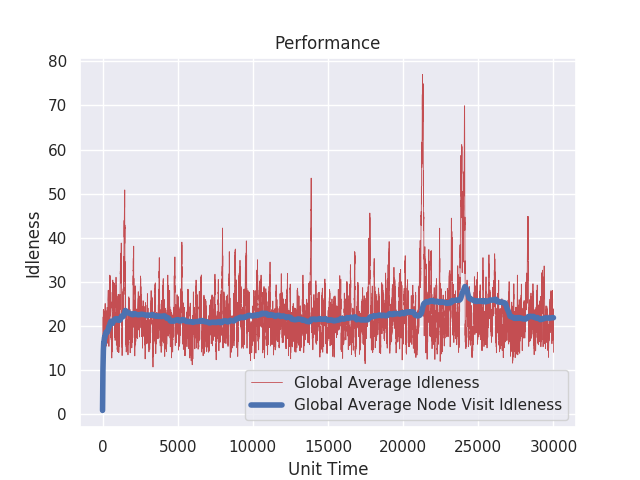 Performance
80
70
60
50
40
30
20
10
0
Idleness
0 5000 10000 15000 20000 25000 30000
Unit Time
Global Average Idleness
Global Average Node Visit Idleness